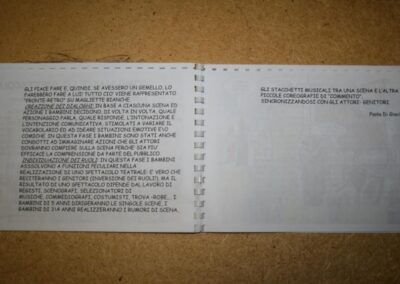 GLI PIACE FARE E, QUINDI, SE AVESSERO UN GEMELLO, LO
FAREBBERO FARE A LUI! TUTTO CIO' VIENE RAPPRESENTATO
"FRONTE-RETRO" SU MAGLIETTE BIANCHE.
CREAZIONE DEI DIALOGHI: IN BASE A CIASCUNA SCENA ED
AZIONE I BAMBINI DECIDONO, DI VOLTA IN VOLTA, QUALE
PERSONAGGIO PARLA, QUALE RISPONDE, L'INTONAZIONE E
L'INTENZIONE COMUNICATIVA, STIMOLATI A VARIARE IL
VOCABOLARIO ED AD IDEARE SITUAZIONI EMOTIVE E\O
COMICHE. IN QUESTA FASE I BAMBINI SONO STATI ANCHE
CONDOTTI AD IMMAGINARE AZIONI CHE GLI ATTORI
DOVRANNO COMPIERE SULLA SCENA PERCHE' SIA PIU'
EFFICACE LA COMPRENSIONE DA PARTE DEL PUBBLICO.
INDIVIDUAZIONE DEI RUOLI: IN QUESTA FASE I BAMBINI
ASSOLVONO A FUNZIONI PECULIARI NELLA
REALIZZAZIONE DI UNO SPETTACOLO TEATRALE: E' VERO CHE
RECITERANNO I GENITORI (INVERSIONE DEI RUOLI!), MA IL
RISULTATO DI UNO SPETTACOLO DIPENDE DAL LAVORO DI
REGISTI, SCENOGRAFI, SELEZIONATORI DI
MUSICHE, COMMEDIOGRAFI, COSTUMISTI, TROVA-ROBE,... I
BAMBINI DI 5 ANNI DIRIGERANNO LE SINGOLE SCENE, I
BAMBINI DI 3\4 ANNI REALIZZERANNO I RUMORI DI SCENA,
GLI STACCHETTI MUSICALI TRA UNA SCENA E L'ALTRA
PICCOLE COREOGRAFIE DI "COMMENTO",
SINCRONIZZANDOSI CON GLI ATTORI-GENITORI.
Paola Di